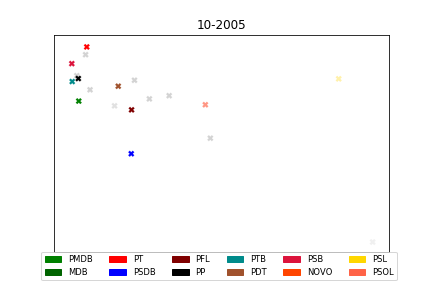 10-2005
PMDB PT PFL PTB PSB PSL
MDB PSDB PP PDT NOVO PSOL